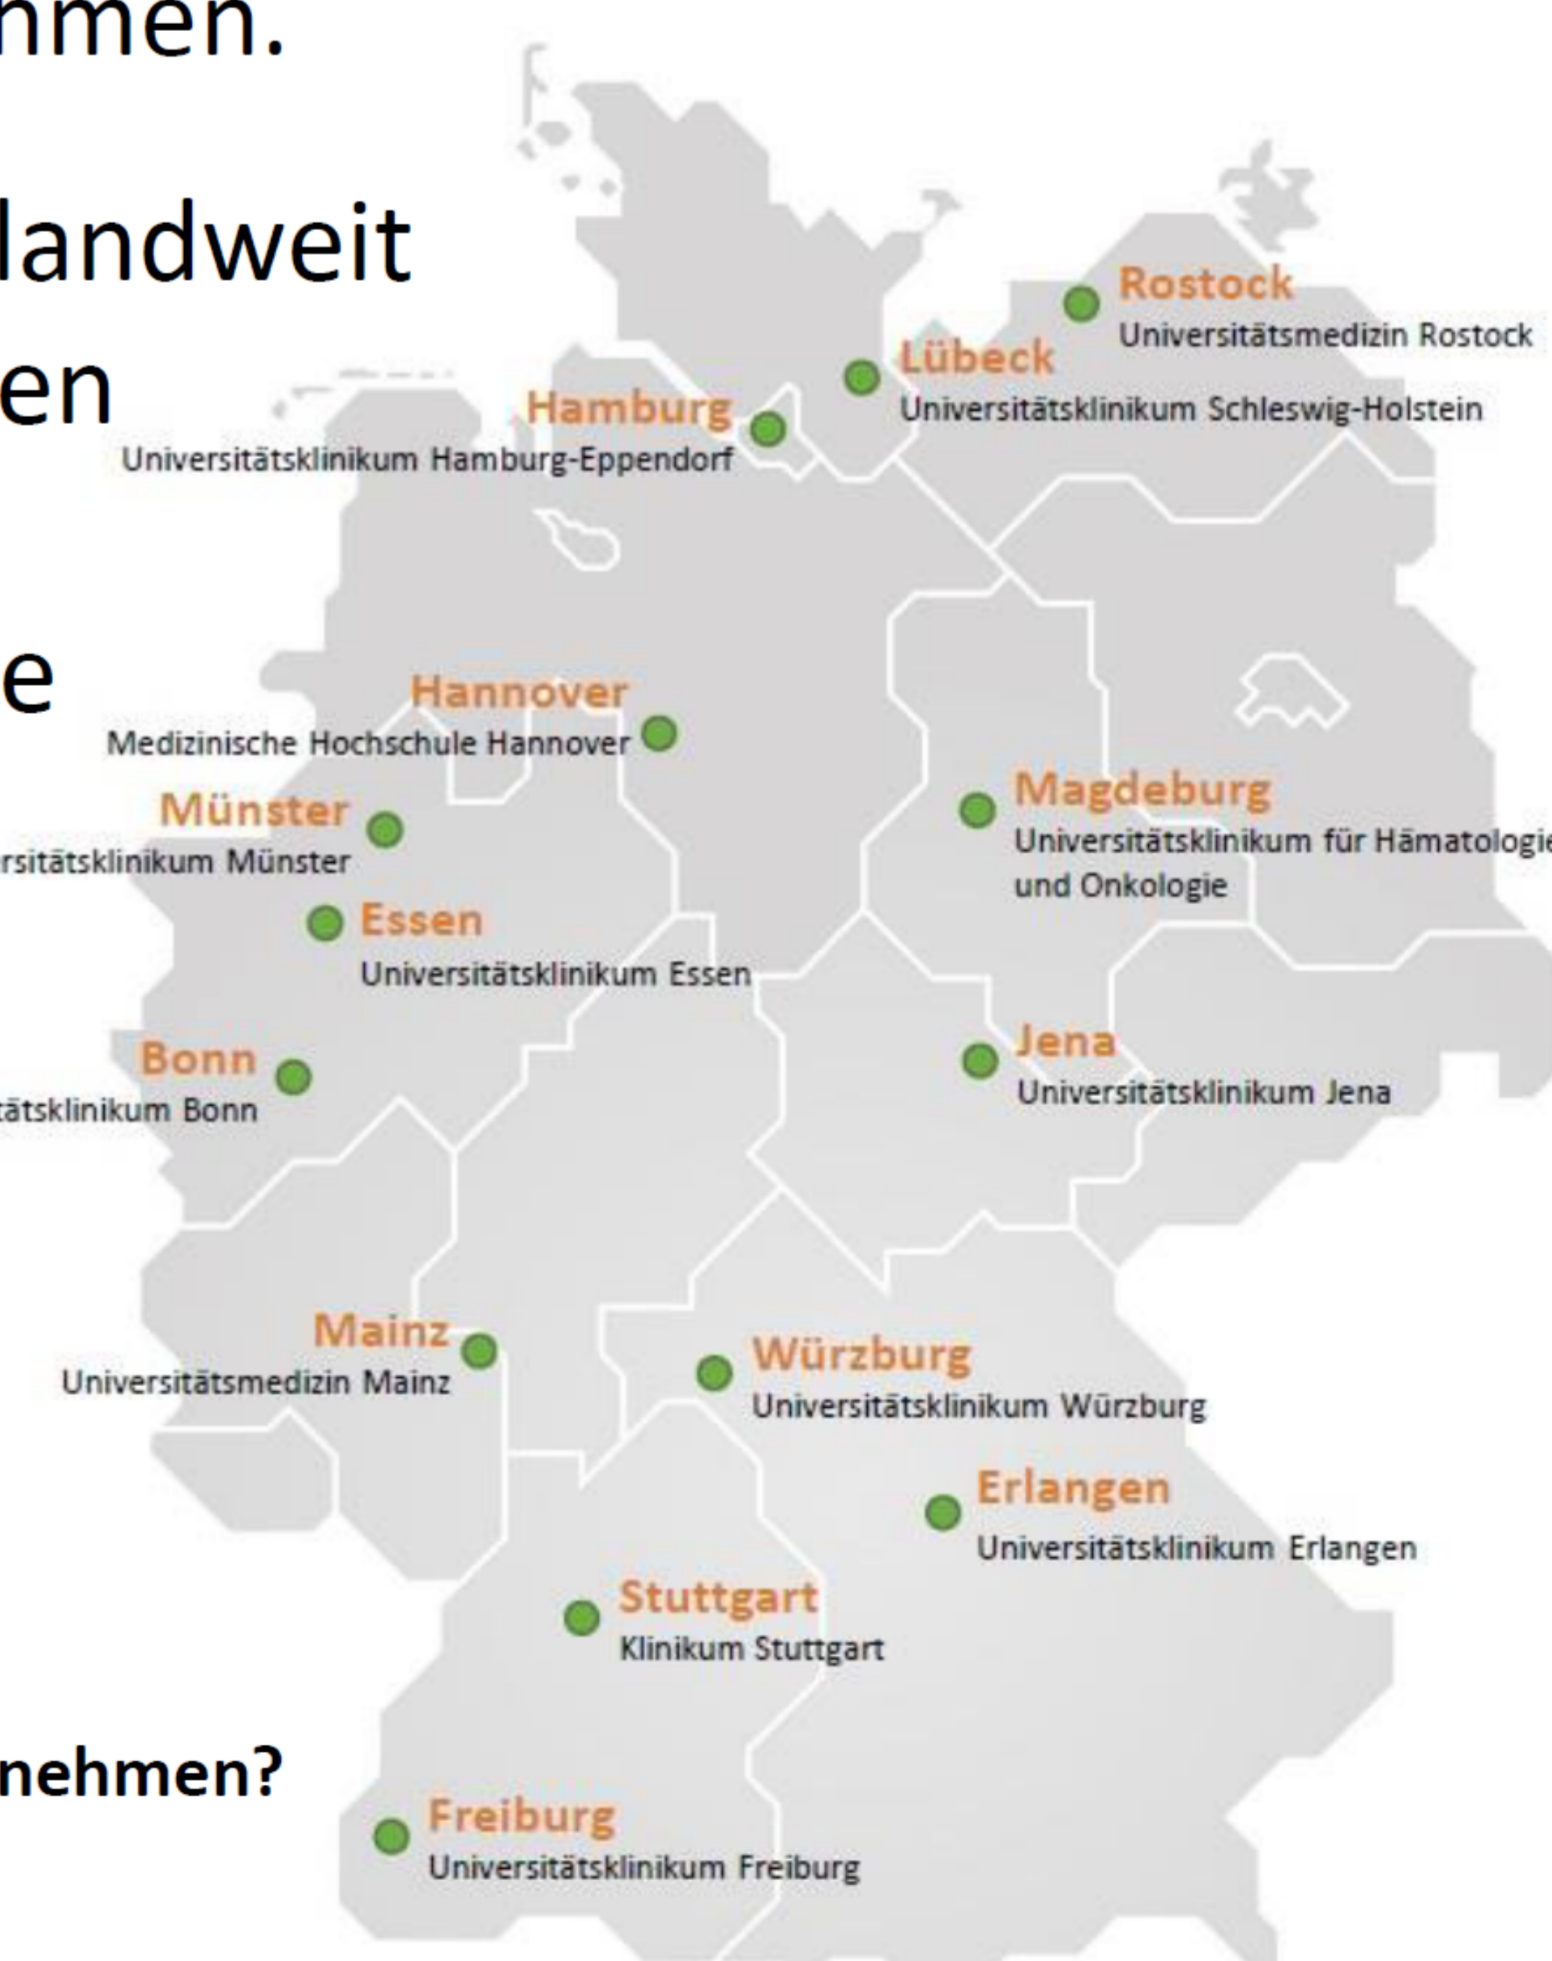 nmen.
landweit
en
e
nehmen?
Rostock
Universitätsmedizin Rostock
Lübeck
Universitätsklinikum Schleswig-Holstein
Hamburg
Universitätsklinikum Hamburg-Eppendorf
Hannover
Medizinische Hochschule Hannover
Münster
rsitätsklinikum Münster
Magdeburg
Universitätsklinikum für Hämatologie
und Onkologie
Essen
Universitätsklinikum Essen
Jena
Universitätsklinikum Jena
Bonn
tätsklinikum Bonn
Mainz
Universitätsmedizin Mainz
Würzburg
Universitätsklinikum Würzburg
Erlangen
Universitätsklinikum Erlangen
Stuttgart
Klinikum Stuttgart
Freiburg
Universitätsklinikum Freiburg